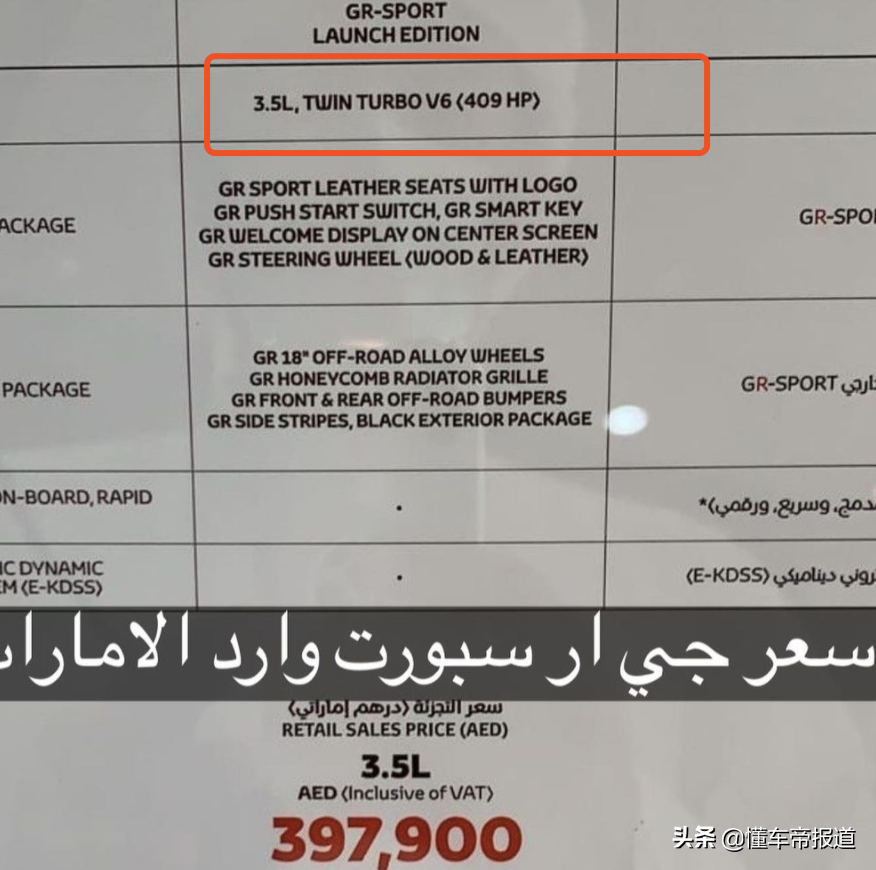 GR-SPORT
LAUNCH EDITION
3.5L, TWIN TURBO V6 (409 HP)
ACKAGE
GR SPORT LEATHER SEATS WITH LOGO
GR PUSH START SWITCH, GR SMART KEY
GR WELCOME DISPLAY ON CENTER SCREEN
GR STEERING WHEEL (WOOD & LEATHER)
GR-SPO
PACKAGE
GR 18" OFF-ROAD ALLOY WHEELS
GR HONEYCOMB RADIATOR GRILLE
GR FRONT & REAR OFF-ROAD BUMPERS
GR SIDE STRIPES, BLACK EXTERIOR PACKAGE
GR-SPORT ارجي
ON-BOARD, RAPID
•
دمج، وسريع، ورقمي)*
IC DYNAMIC
EM (E-KDSS)
•
روني ديناميكي (E-KDSS)
سعر جي ار سبورت وارد الامارا
سعر التجزئة (درهم إماراتي)
RETAIL SALES PRICE (AED)
3.5L
AED (Inclusive of VAT)
397,900
头条 @懂车帝报道